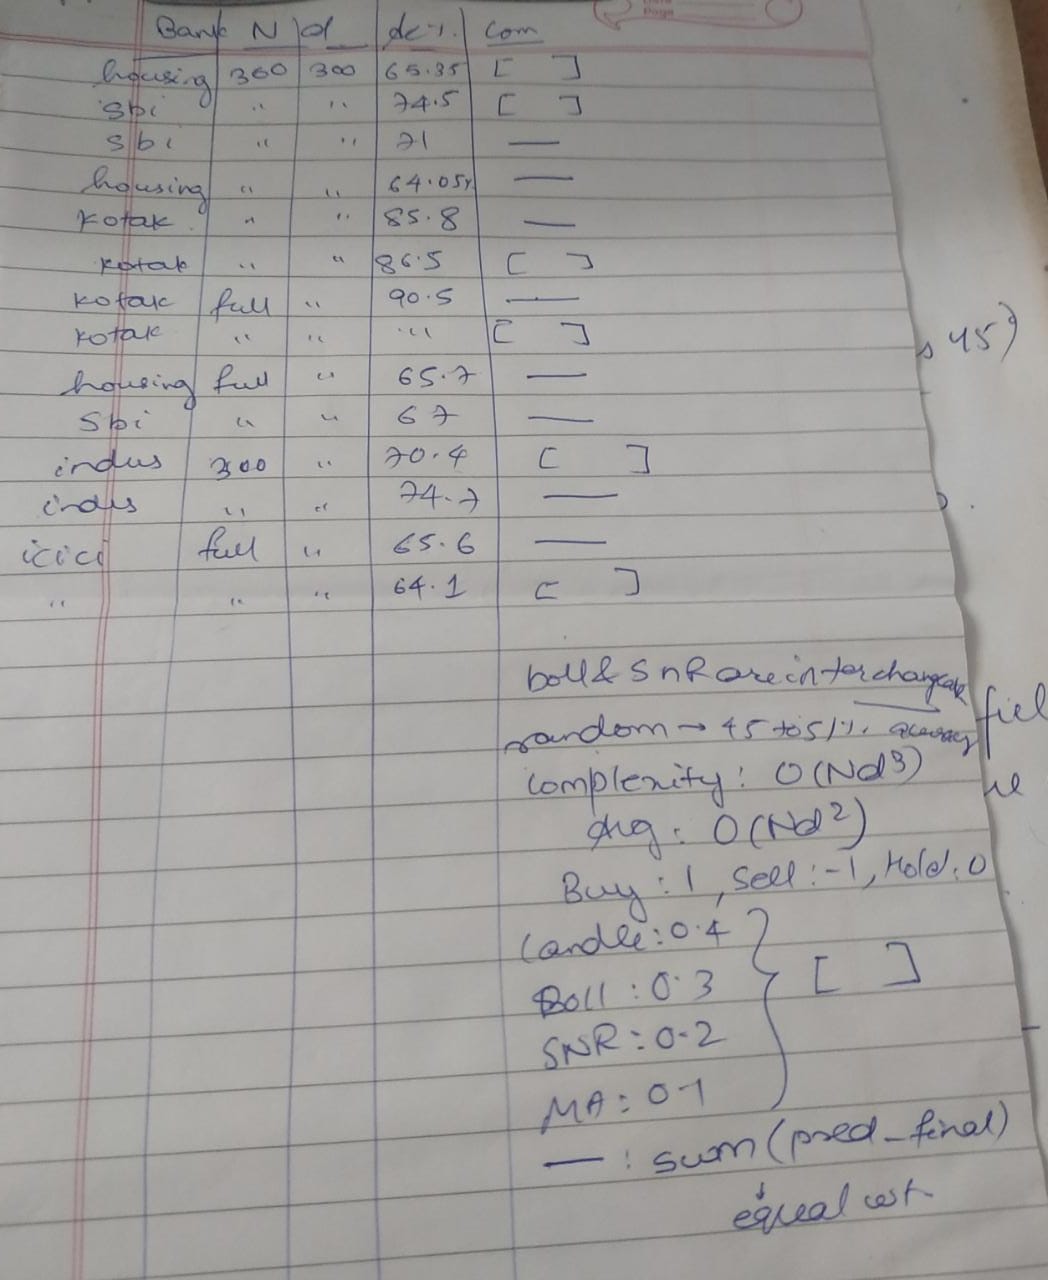 Page
Bank N d dc%. Com
housing 360 300 65.35 [ ]
sbi " " 74.5 [ ]
sbi " " 71 —
housing " " 64.05% —
kotak " " 85.8 —
kotak " " 86.5 [ ]
kotak full " 90.5 —
kotak " " " [ ]
housing full " 65.7 —
Sbi " " 67 —
indus 300 " 70.4 [ ]
indus " " 74.7 —
icici full " 65.6 —
" " " 64.1 [ ]
s 45)
boll & SnR are interchangeable
random → 45 to 51%. accuracy
fiel
complexity: O(Nd³)
Avg: O(Nd²)
Buy: 1, Sell: -1, Hold: 0
Candle: 0.4
Boll: 0.3 [ ]
SNR: 0.2
MA: 0.1
— : sum(pred_final)
↓
equal wt.